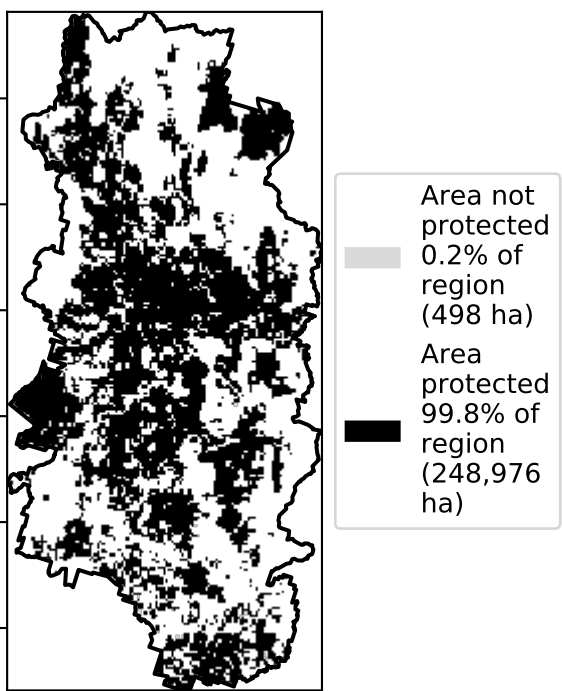 Area not
protected
0.2% of
region
(498 ha)
Area
protected
99.8% of
region
(248,976
ha)